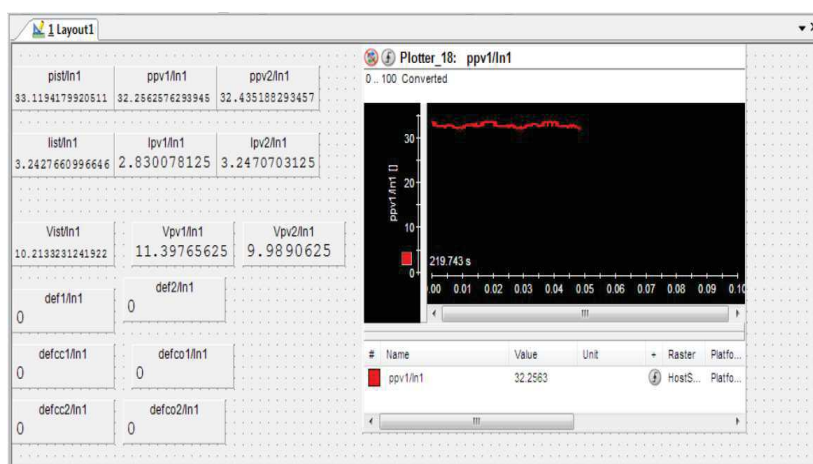 1 Layout1
Plotter_18: ppv1/In1
0 .. 100 Converted
pist/In1 ppv1/In1 ppv2/In1
33.1194179920511 32.2562576293945 32.435188293457
Iist/In1 Ipv1/In1 Ipv2/In1
3.2427660996646 2.830078125 3.2470703125
Vist/In1 Vpv1/In1 Vpv2/In1
10.2133231241922 11.39765625 9.9890625
def1/In1 def2/In1
0 0
defcc1/In1 defco1/In1
0 0
defcc2/In1 defco2/In1
0 0
ppv1/In1 []
30
20
10
0
219.743 s
.00 0.01 0.02 0.03 0.04 0.05 0.06 0.07 0.08 0.09 0.10
# Name Value Unit + Raster Platfo...
ppv1/In1 32.2563 HostS... Platfo...